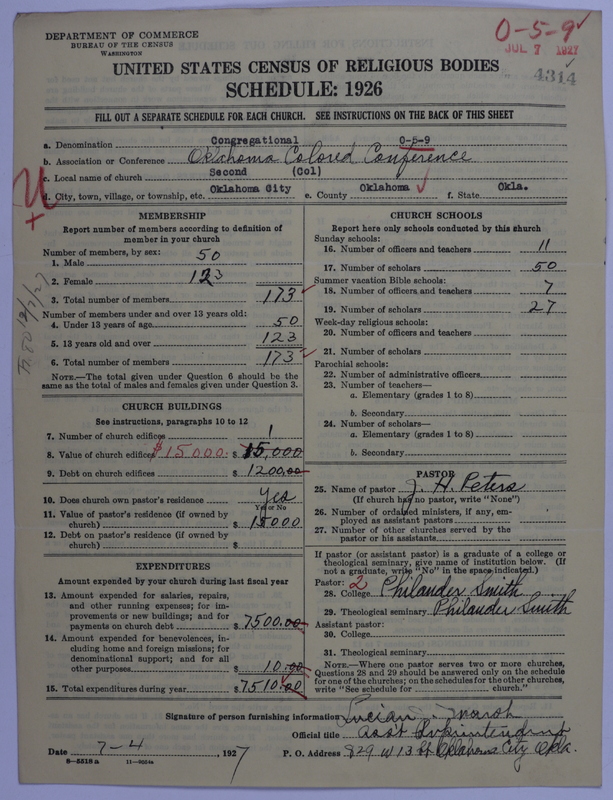 DEPARTMENT OF COMMERCE
BUREAU OF THE CENSUS
WASHINGTON
0-5-9
JUL 7 1927
4314
UNITED STATES CENSUS OF RELIGIOUS BODIES
SCHEDULE: 1926
FILL OUT A SEPARATE SCHEDULE FOR EACH CHURCH. SEE INSTRUCTIONS ON THE BACK OF THIS SHEET
a. Denomination Congregational 0-5-9
b. Association or Conference Oklahoma Colored Conference
c. Local name of church Second (Col)
d. City, town, village, or township, etc. Oklahoma City e. County Oklahoma f. State Okla.
MEMBERSHIP
Report number of members according to definition of member in your church
Number of members, by sex:
1. Male 50
2. Female 123
3. Total number of members 173
Number of members under and over 13 years old:
4. Under 13 years of age 50
5. 13 years old and over 123
6. Total number of members 173
NOTE.—The total given under Question 6 should be
same as the total of males and females given under Question 3.
CHURCH BUILDINGS
See instructions, paragraphs 10 to 12
7. Number of church edifices 1
8. Value of church edifices $15000. $ 15,000
9. Debt on church edifices $ 1200.00
10. Does church own pastor's residence yes
Yes or No
11. Value of pastor's residence (if owned by
church) $ 15000
12. Debt on pastor's residence (if owned by
church) $
EXPENDITURES
Amount expended by your church during last fiscal year
13. Amount expended for salaries, repairs,
and other running expenses; for im-
provements or new buildings; and for
payments on church debt $ 7500.00
14. Amount expended for benevolences, in-
cluding home and foreign missions; for
denominational support; and for all
other purposes $ 10.00
15. Total expenditures during year $ 7510.00
CHURCH SCHOOLS
Report here only schools conducted by this church
Sunday schools:
16. Number of officers and teachers 11
17. Number of scholars 50
Summer vacation Bible schools:
18. Number of officers and teachers 7
19. Number of scholars 27
Week-day religious schools:
20. Number of officers and teachers
21. Number of scholars
Parochial schools:
22. Number of administrative officers
23. Number of teachers—
a. Elementary (grades 1 to 8)
b. Secondary
24. Number of scholars—
a. Elementary (grades 1 to 8)
b. Secondary
PASTOR
25. Name of pastor J. H. Peters
(If church has no pastor, write "None")
26. Number of ordained ministers, if any, em-
ployed as assistant pastors
27. Number of other churches served by the
pastor or his assistants
If pastor (or assistant pastor) is a graduate of a college or
theological seminary, give name of institution below. (If
not a graduate, write "No" in the space indicated.)
Pastor: 2
28. College Philander Smith
29. Theological seminary Philander Smith
Assistant pastor:
30. College
31. Theological seminary
NOTE.—Where one pastor serves two or more churches,
Questions 28 and 29 should be answered only on the schedule
for one of the churches; on the schedules for the other churches,
write "See schedule for church."
Signature of person furnishing information Lucian Marsh
Official title Asst Suprintendent
Date 7-4, 1927 P. O. Address 829 W 13 St Oklahoma City Okla.
8-5518 a 11-9054a